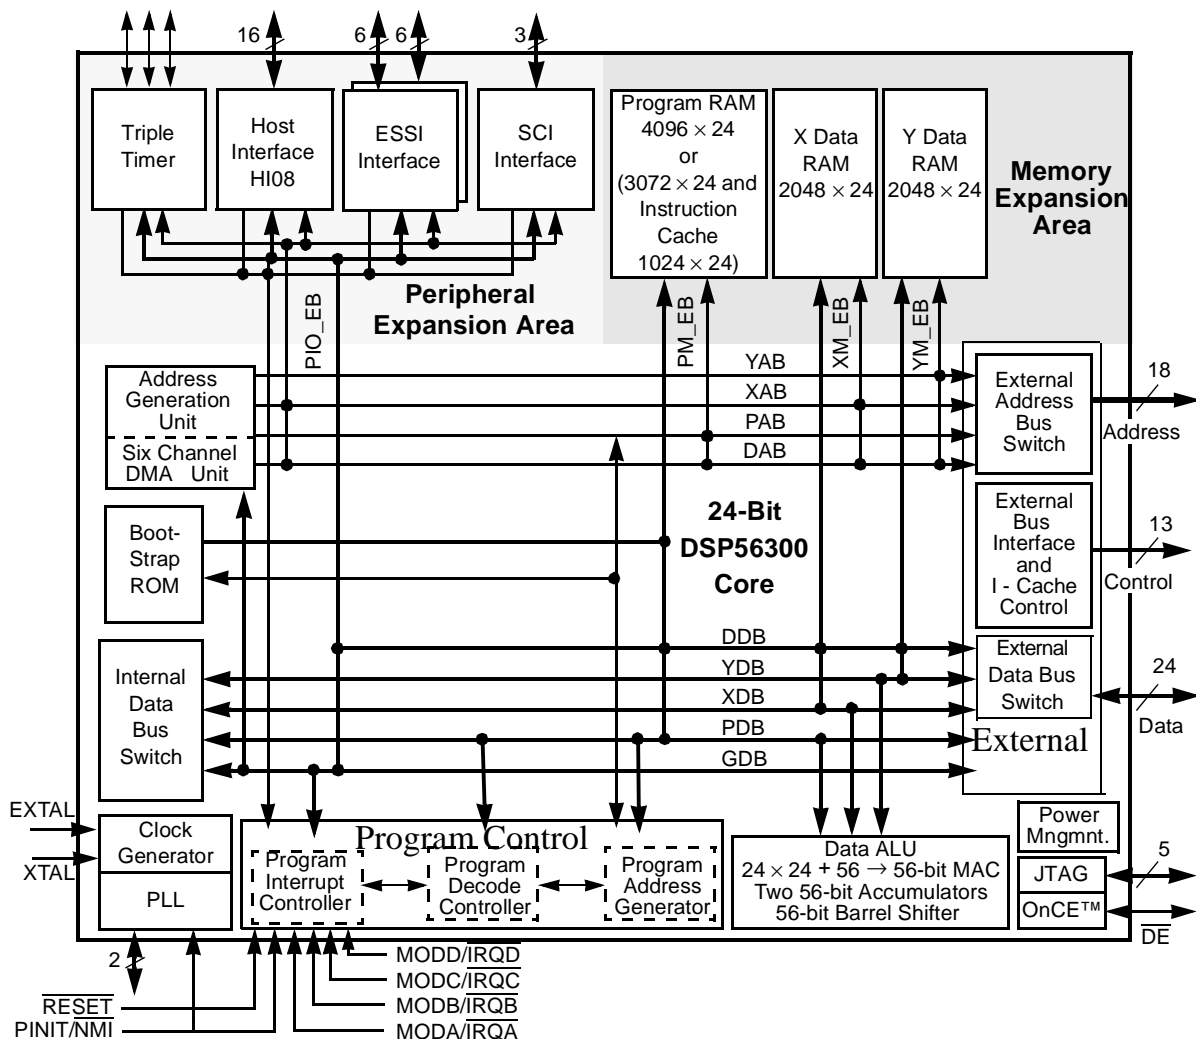 16
6
6
3
Triple
Timer
Host
Interface
HI08
ESSI
Interface
SCI
Interface
Program RAM
4096 × 24
or
(3072 × 24 and
Instruction
Cache
1024 × 24)
X Data
RAM
2048 × 24
Y Data
RAM
2048 × 24
Memory
Expansion
Area
Peripheral
Expansion Area
PIO_EB
PM_EB
XM_EB
YM_EB
Address
Generation
Unit
Six Channel
DMA Unit
YAB
XAB
PAB
DAB
External
Address
Bus
Switch
18
Address
Boot-
Strap
ROM
24-Bit
DSP56300
Core
External
Bus
Interface
and
I - Cache
Control
13
Control
Internal
Data
Bus
Switch
DDB
YDB
XDB
PDB
GDB
External
Data Bus
Switch
External
24
Data
EXTAL
XTAL
Clock
Generator
PLL
2
Program Control
Program
Interrupt
Controller
Program
Decode
Controller
Program
Address
Generator
Data ALU
24 × 24 + 56 → 56-bit MAC
Two 56-bit Accumulators
56-bit Barrel Shifter
Power
Mngmnt.
JTAG
OnCE™
5
DE
RESET
PINIT/NMI
MODD/IRQD
MODC/IRQC
MODB/IRQB
MODA/IRQA